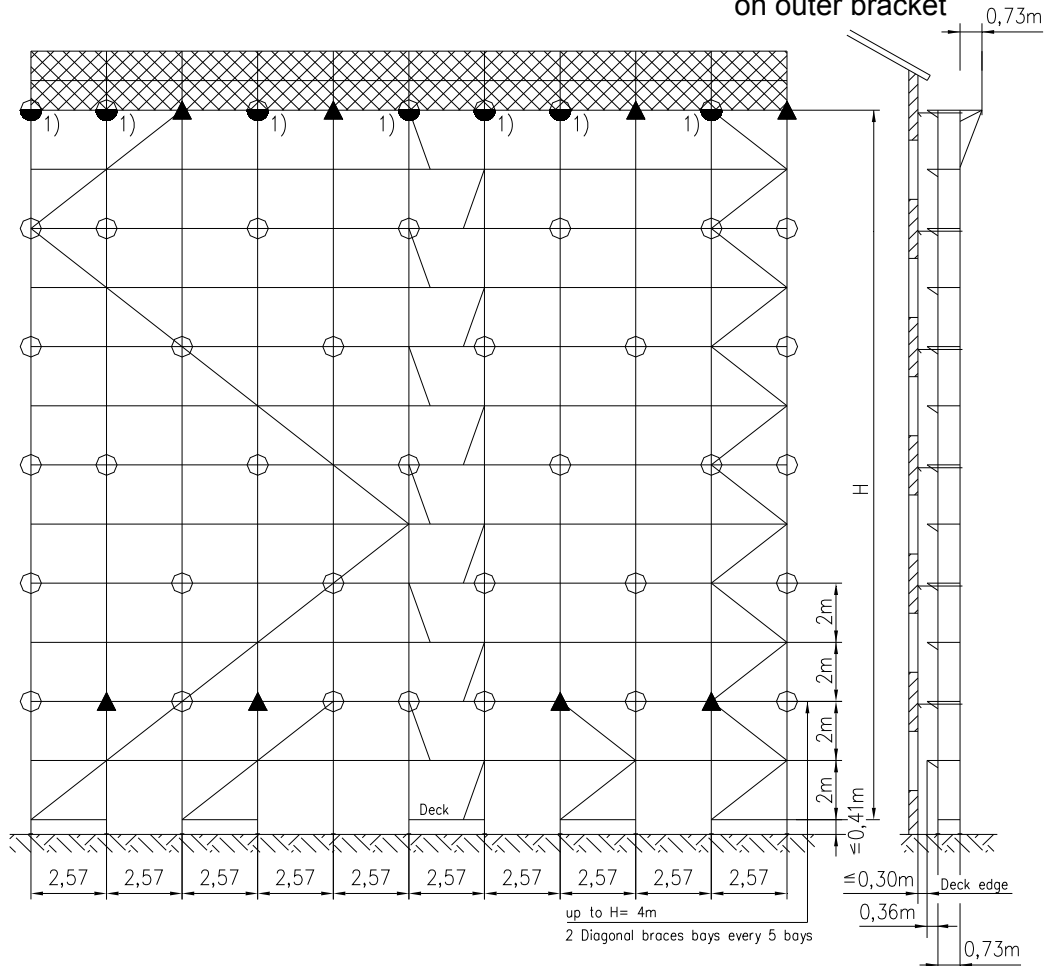 on outer bracket
0,73m
1)
1)
1)
1)
1)
1)
1)
H
2m
2m
2m
2m
≤0,41m
Deck
2,57
2,57
2,57
2,57
2,57
2,57
2,57
2,57
2,57
2,57
≤0,30m
Deck edge
0,36m
0,73m
up to H= 4m
2 Diagonal braces bays every 5 bays